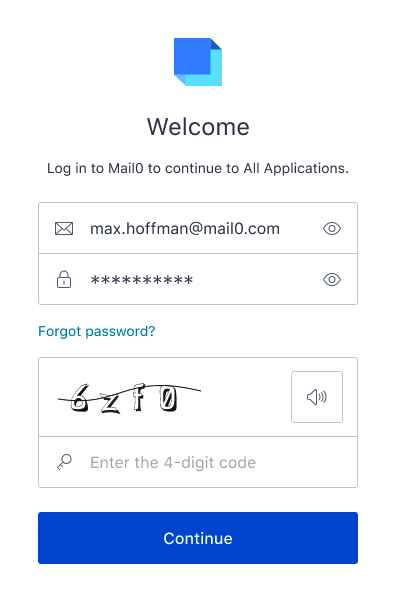 Welcome
Log in to Mail0 to continue to All Applications.
max.hoffman@mail0.com
**********
Forgot password?
6zf0
Enter the 4-digit code
Continue